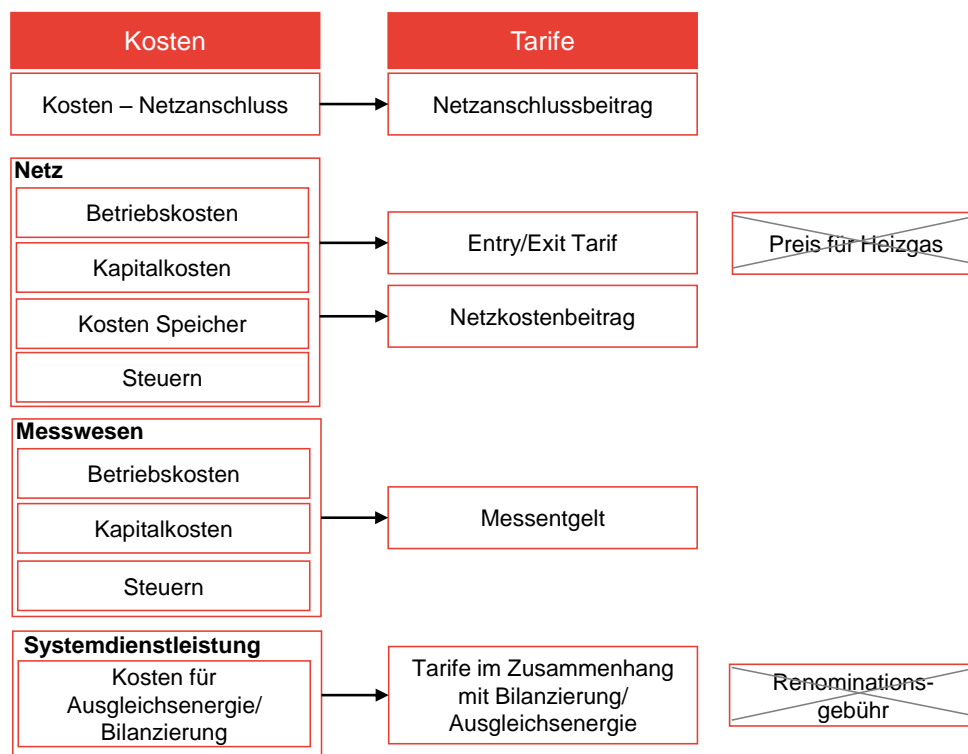 Kosten
Tarife
Kosten – Netzanschluss
Netzanschlussbeitrag
Netz
Betriebskosten
Kapitalkosten
Kosten Speicher
Steuern
Entry/Exit Tarif
Netzkostenbeitrag
Preis für Heizgas
Messwesen
Betriebskosten
Kapitalkosten
Steuern
Messentgelt
Systemdienstleistung
Kosten für
Ausgleichsenergie/
Bilanzierung
Tarife im Zusammenhang
mit Bilanzierung/
Ausgleichsenergie
Renominations-
gebühr